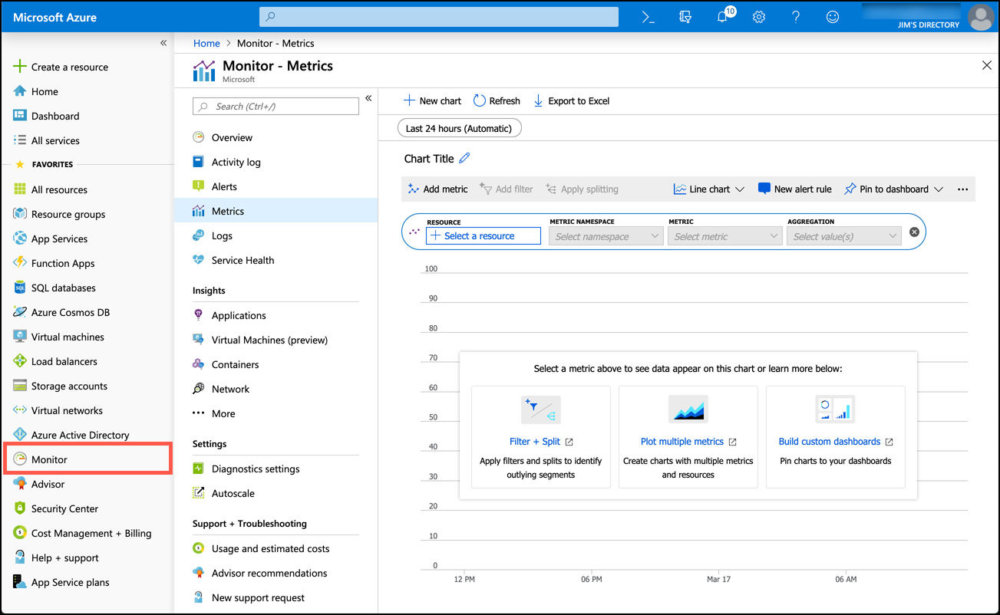 Microsoft Azure
10
JIM'S DIRECTORY
«
Create a resource
Home
Dashboard
All services
FAVORITES
All resources
Resource groups
App Services
Function Apps
SQL databases
Azure Cosmos DB
Virtual machines
Load balancers
Storage accounts
Virtual networks
Azure Active Directory
Monitor
Advisor
Security Center
Cost Management + Billing
Help + support
App Service plans
Home > Monitor - Metrics
Monitor - Metrics
Microsoft
Search (Ctrl+/)
«
Overview
Activity log
Alerts
Metrics
Logs
Service Health
Insights
Applications
Virtual Machines (preview)
Containers
Network
More
Settings
Diagnostics settings
Autoscale
Support + Troubleshooting
Usage and estimated costs
Advisor recommendations
New support request
New chart Refresh Export to Excel
Last 24 hours (Automatic)
Chart Title
Add metric Add filter Apply splitting Line chart New alert rule Pin to dashboard
RESOURCE METRIC NAMESPACE METRIC AGGREGATION
+ Select a resource Select namespace Select metric Select value(s)
100
90
80
70
60
50
40
30
20
10
0
12 PM 06 PM Mar 17 06 AM
Select a metric above to see data appear on this chart or learn more below:
Filter + Split
Apply filters and splits to identify
outlying segments
Plot multiple metrics
Create charts with multiple metrics
and resources
Build custom dashboards
Pin charts to your dashboards